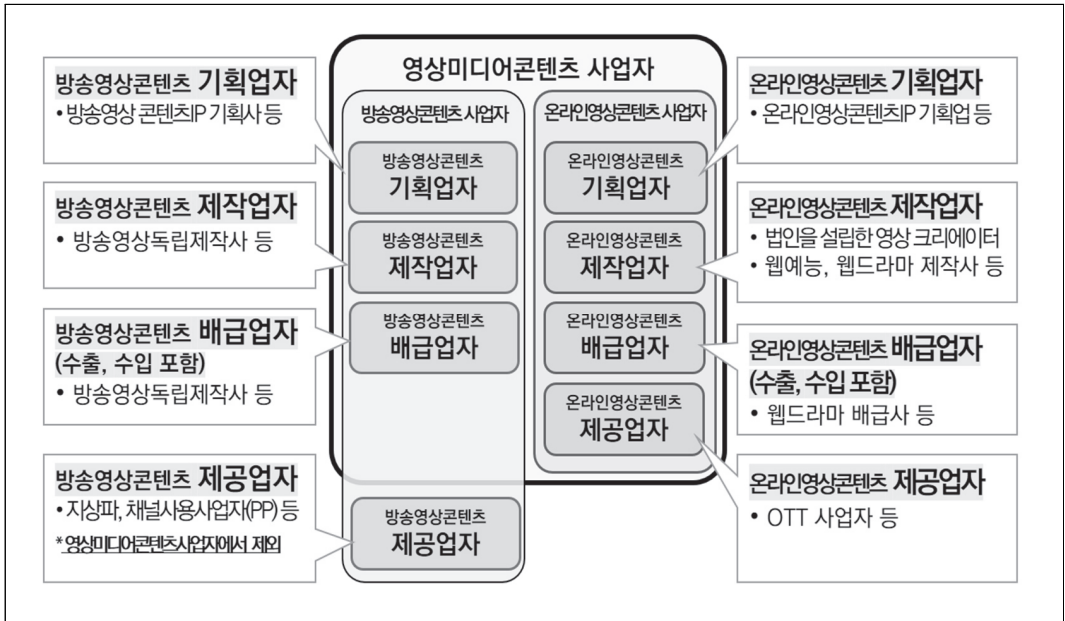 영상미디어콘텐츠 사업자
방송영상콘텐츠 기획업자
• 방송영상 콘텐츠IP 기획사 등
방송영상콘텐츠 제작업자
• 방송영상독립제작사 등
방송영상콘텐츠 배급업자
(수출, 수입 포함)
• 방송영상독립제작사 등
방송영상콘텐츠 제공업자
• 지상파, 채널사용사업자(PP) 등
* 영상미디어콘텐츠사업자에서 제외
방송영상콘텐츠 사업자
방송영상콘텐츠
기획업자
방송영상콘텐츠
제작업자
방송영상콘텐츠
배급업자
방송영상콘텐츠
제공업자
온라인영상콘텐츠 사업자
온라인영상콘텐츠
기획업자
온라인영상콘텐츠
제작업자
온라인영상콘텐츠
배급업자
온라인영상콘텐츠
제공업자
온라인영상콘텐츠 기획업자
• 온라인영상콘텐츠IP 기획업 등
온라인영상콘텐츠 제작업자
• 법인을 설립한 영상 크리에이터
• 웹예능, 웹드라마 제작사 등
온라인영상콘텐츠 배급업자
(수출, 수입 포함)
• 웹드라마 배급사 등
온라인영상콘텐츠 제공업자
• OTT 사업자 등